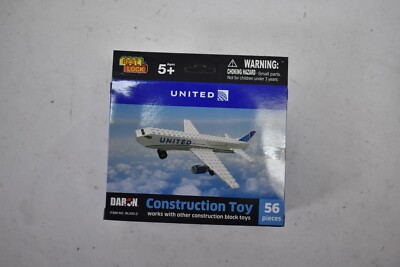 BEST LOCK
Ages
5+
WARNING:
CHOKING HAZARD-Small parts.
Not for children under 3 years.
UNITED
UNITED
DARON
Construction Toy
works with other construction block toys
56
pieces